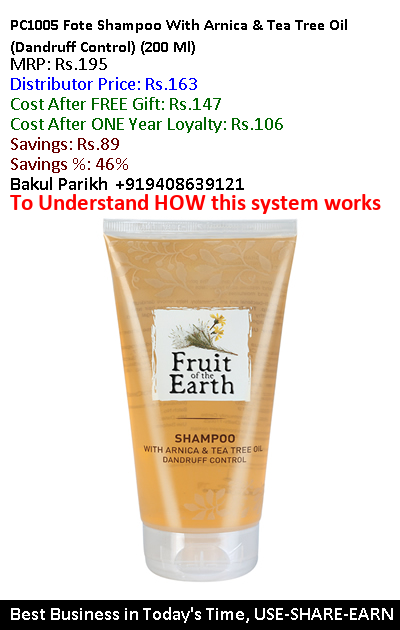 PC1005 Fote Shampoo With Arnica & Tea Tree Oil
(Dandruff Control) (200 Ml)
MRP: Rs.195
Distributor Price: Rs.163
Cost After FREE Gift: Rs.147
Cost After ONE Year Loyalty: Rs.106
Savings: Rs.89
Savings %: 46%
Bakul Parikh +919408639121
To Understand HOW this system works
Fruit
of the
Earth
SHAMPOO
WITH ARNICA & TEA TREE OIL
DANDRUFF CONTROL
Best Business in Today's Time, USE-SHARE-EARN